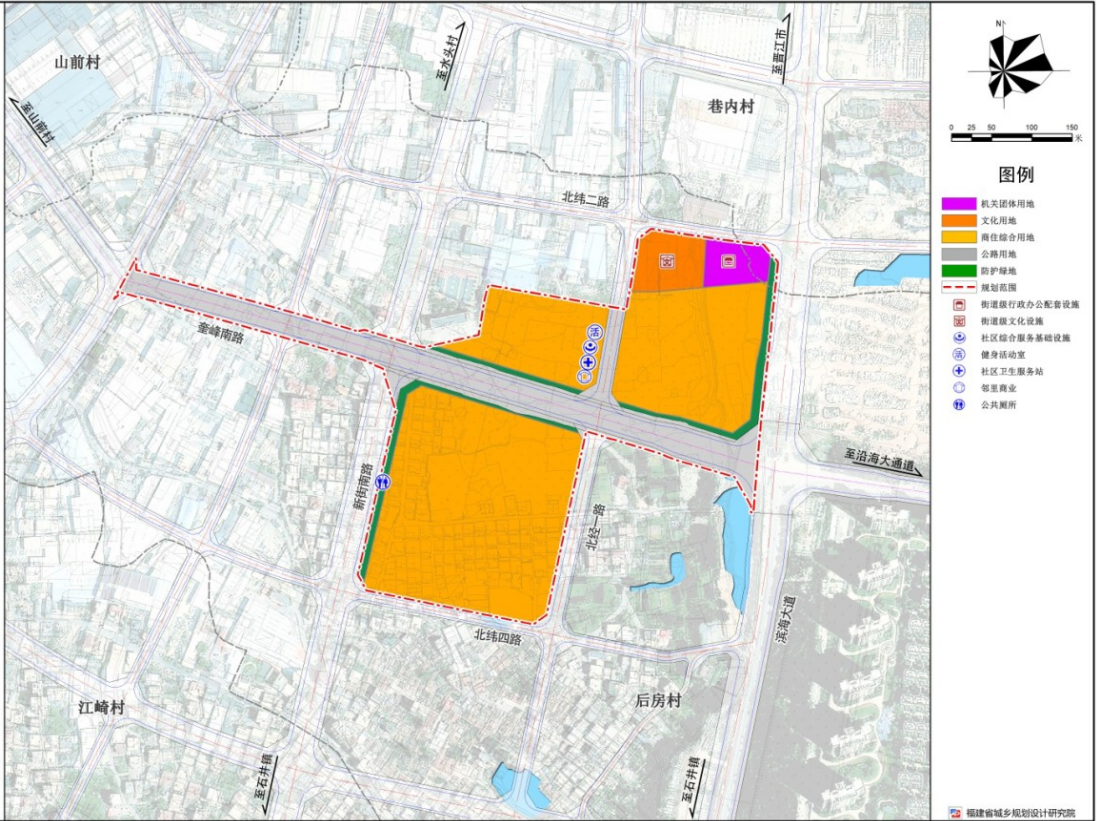 山前村
至水头村
至晋江市
至山前村
巷内村
北纬二路
奎峰南路
至沿海大通道
新街南路
北经一路
滨海大道
北纬四路
后房村
江崎村
至石井镇
至石井镇
N
0 25 50 100 150
米
图例
机关团体用地
文化用地
商住综合用地
公路用地
防护绿地
规划范围
街道级行政办公配套设施
街道级文化设施
社区综合服务基础设施
活 健身活动室
社区卫生服务站
邻里商业
公共厕所
活
福建省城乡规划设计研究院